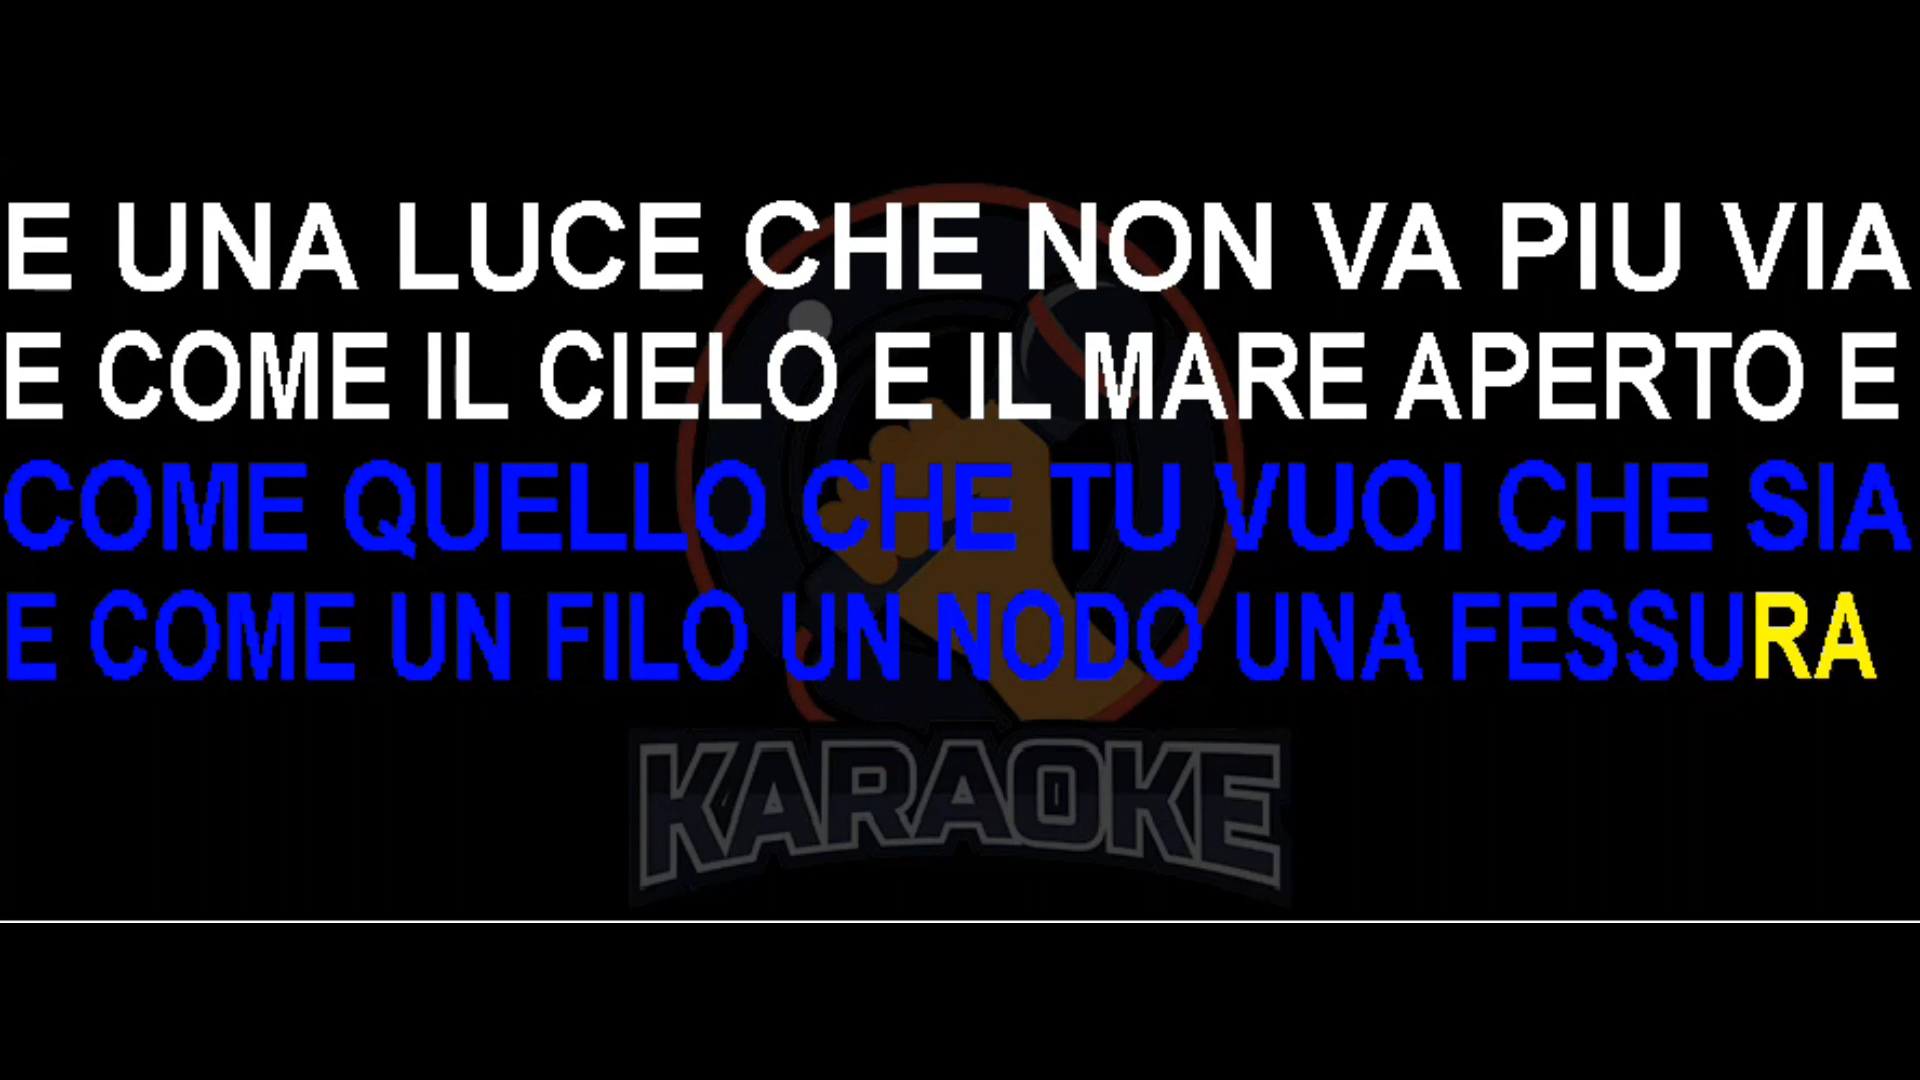 E UNA LUCE CHE NON VA PIU VIA
E COME IL CIELO E IL MARE APERTO E
COME QUELLO CHE TU VUOI CHE SIA
E COME UN FILO UN NODO UNA FESSURA
KARAOKE